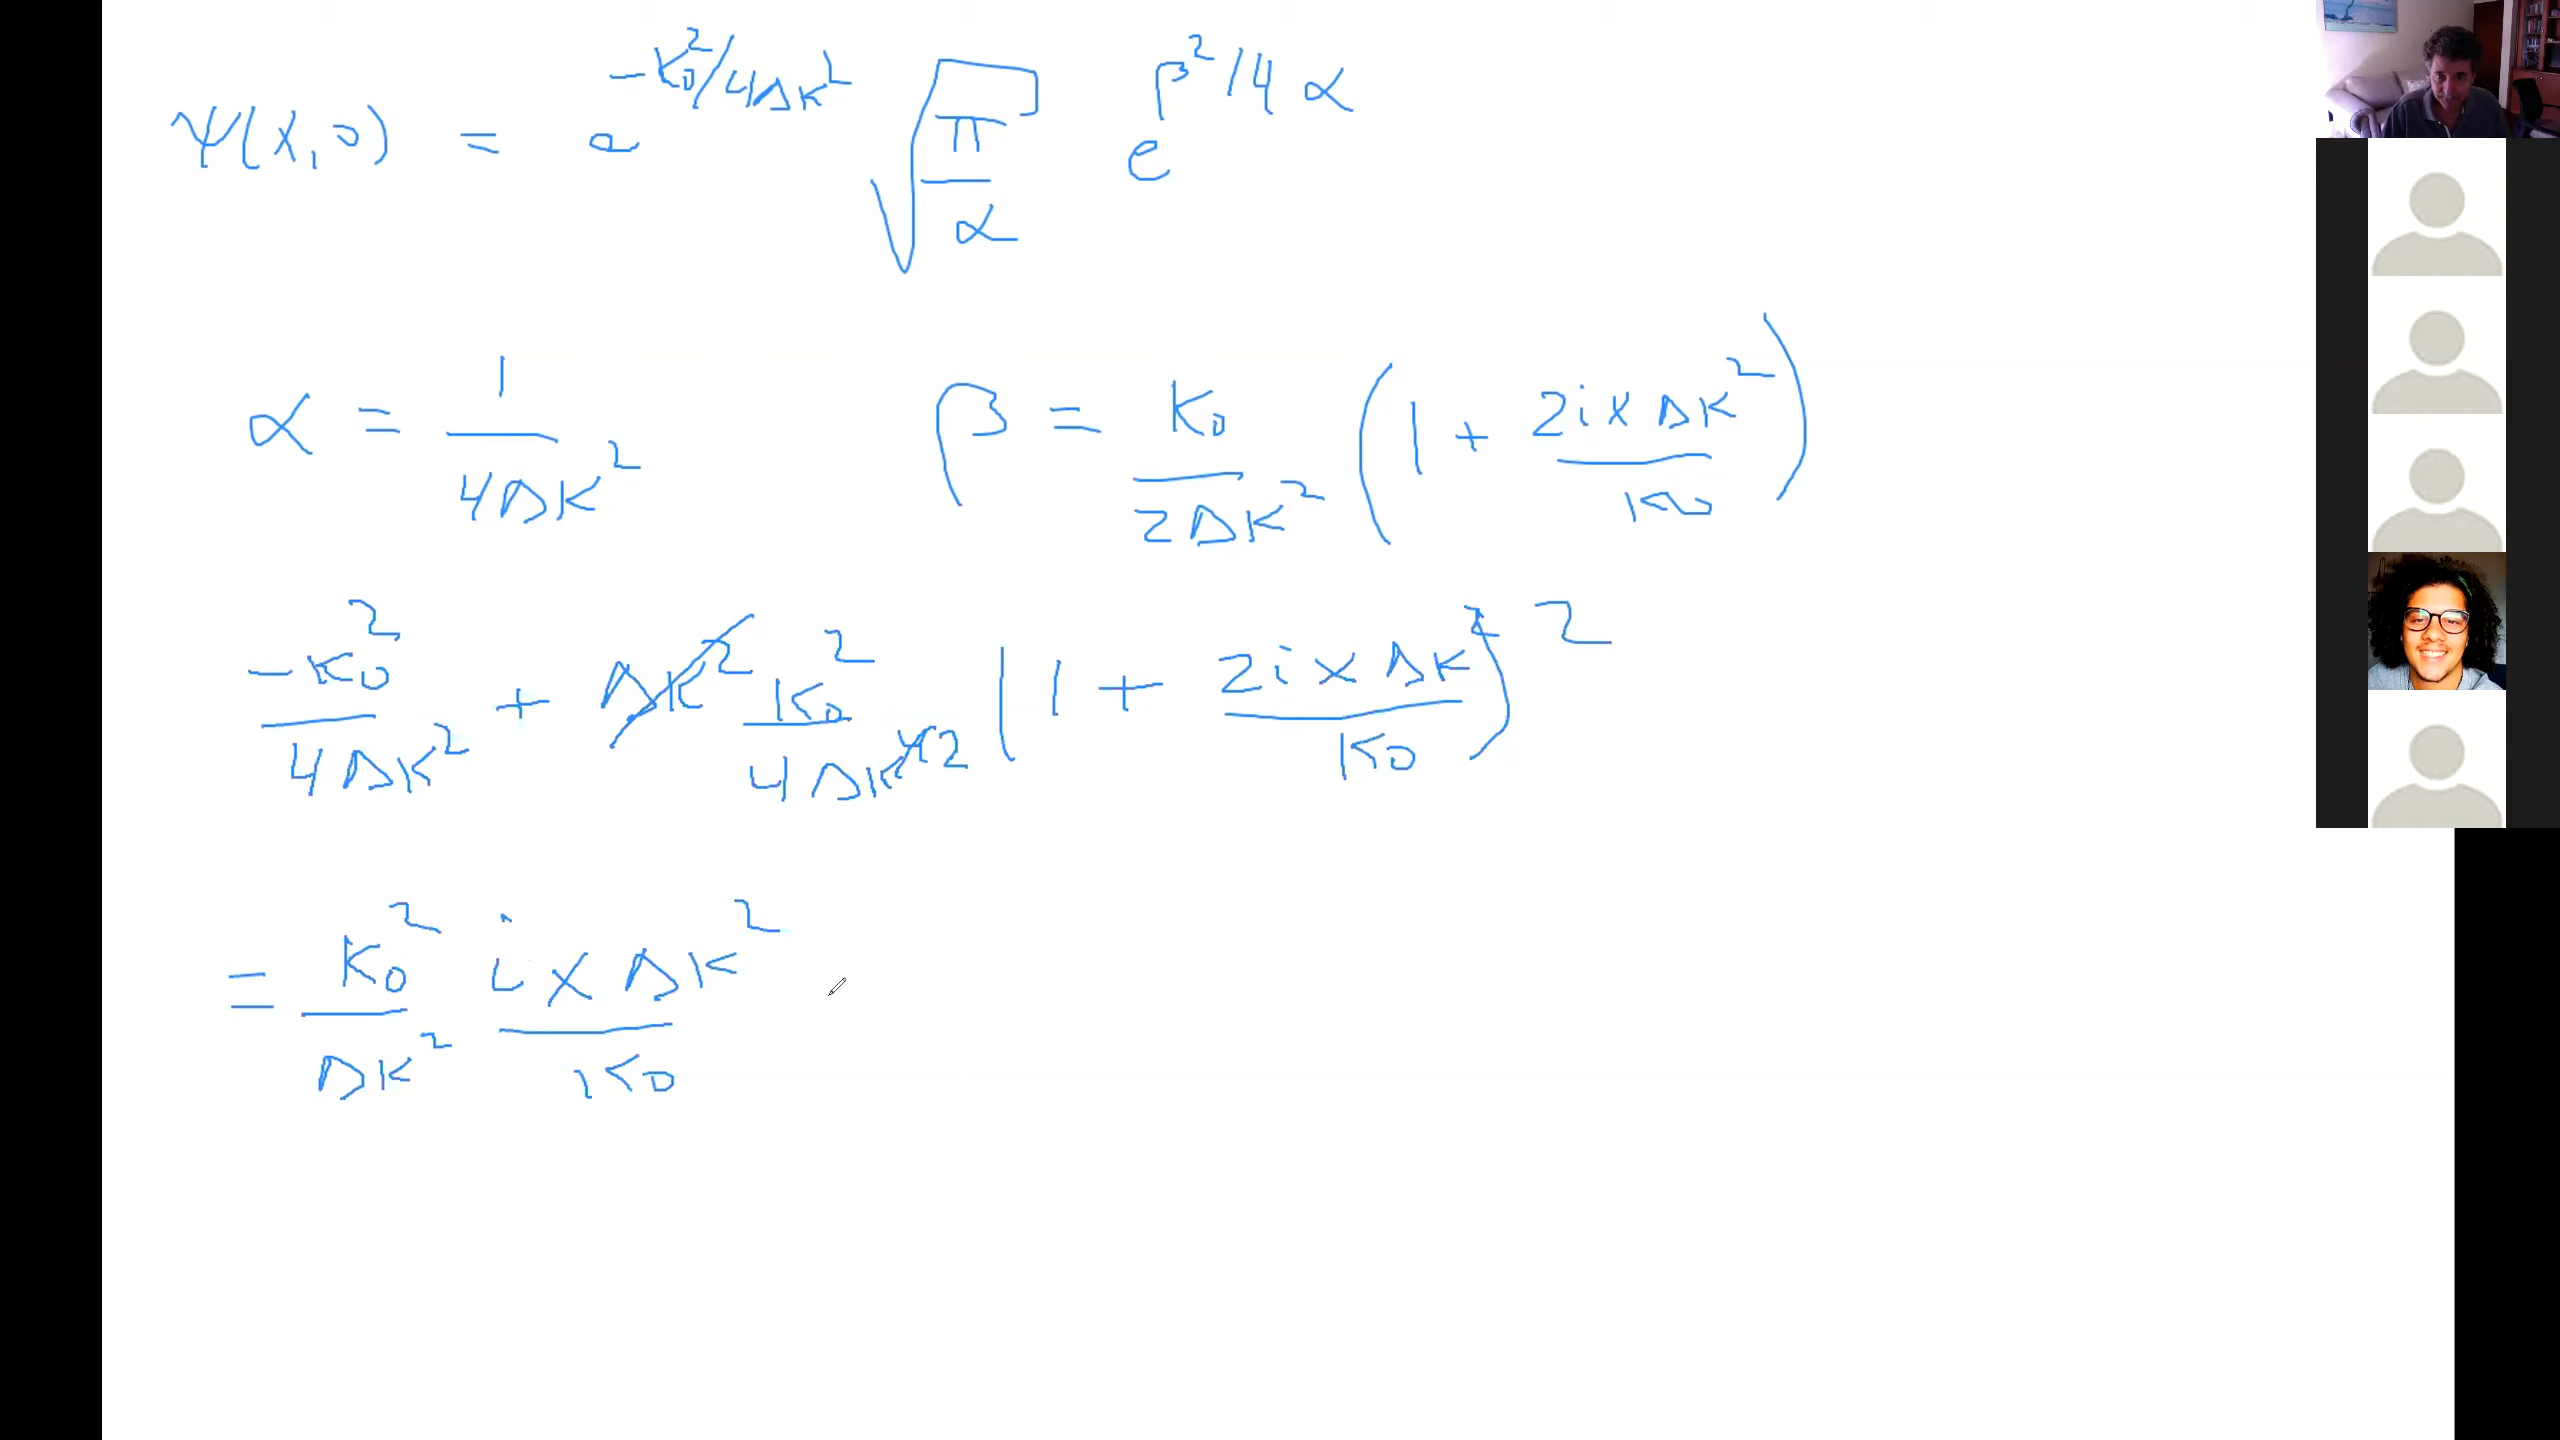 Ψ(x,0) = e^{-K₀²/4ΔK²} √(π/α) e^{β²/4α}
α = 1/4ΔK² β = K₀/2ΔK² (1 + 2ixΔK²/K₀)
-K₀²/4ΔK² + ΔK² K₀²/4ΔK⁴2 (1 + 2ixΔK²/K₀)²
= K₀²/ΔK² ixΔK²/K₀